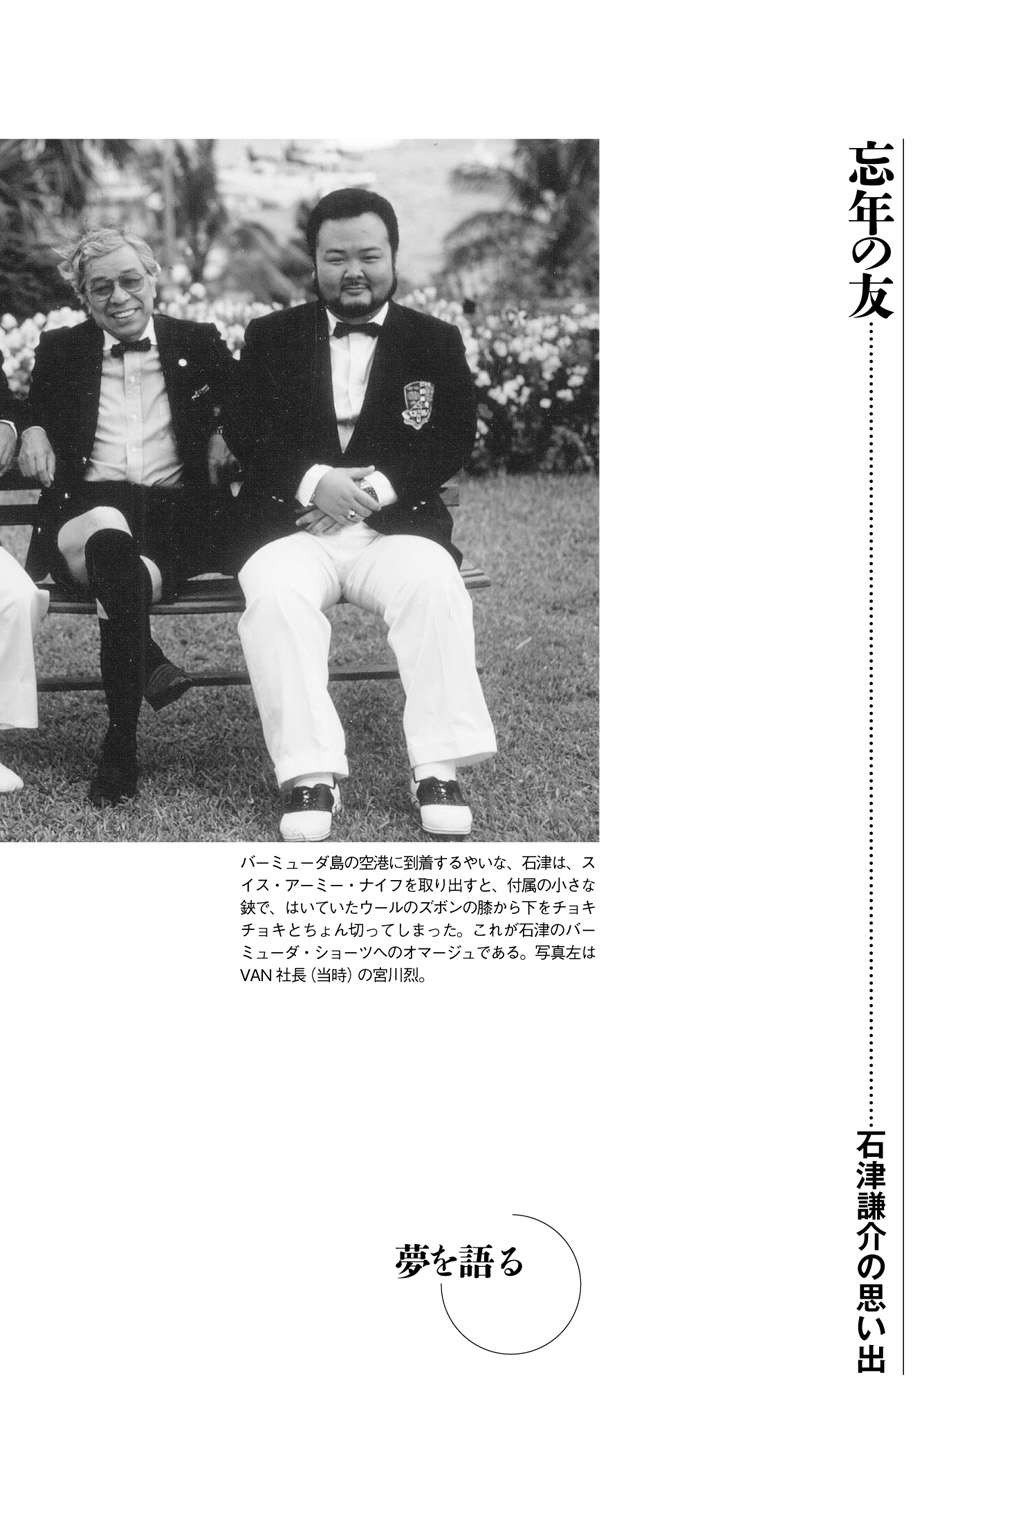 忘年の友……………………石津謙介の思い出
バーミューダ島の空港に到着するやいな、石津は、ス
イス・アーミー・ナイフを取り出すと、付属の小さな
鋏で、はいていたウールのズボンの膝から下をチョキ
チョキとちょん切ってしまった。これが石津のバー
ミューダ・ショーツへのオマージュである。写真左は
VAN 社長（当時）の宮川烈。
夢を語る